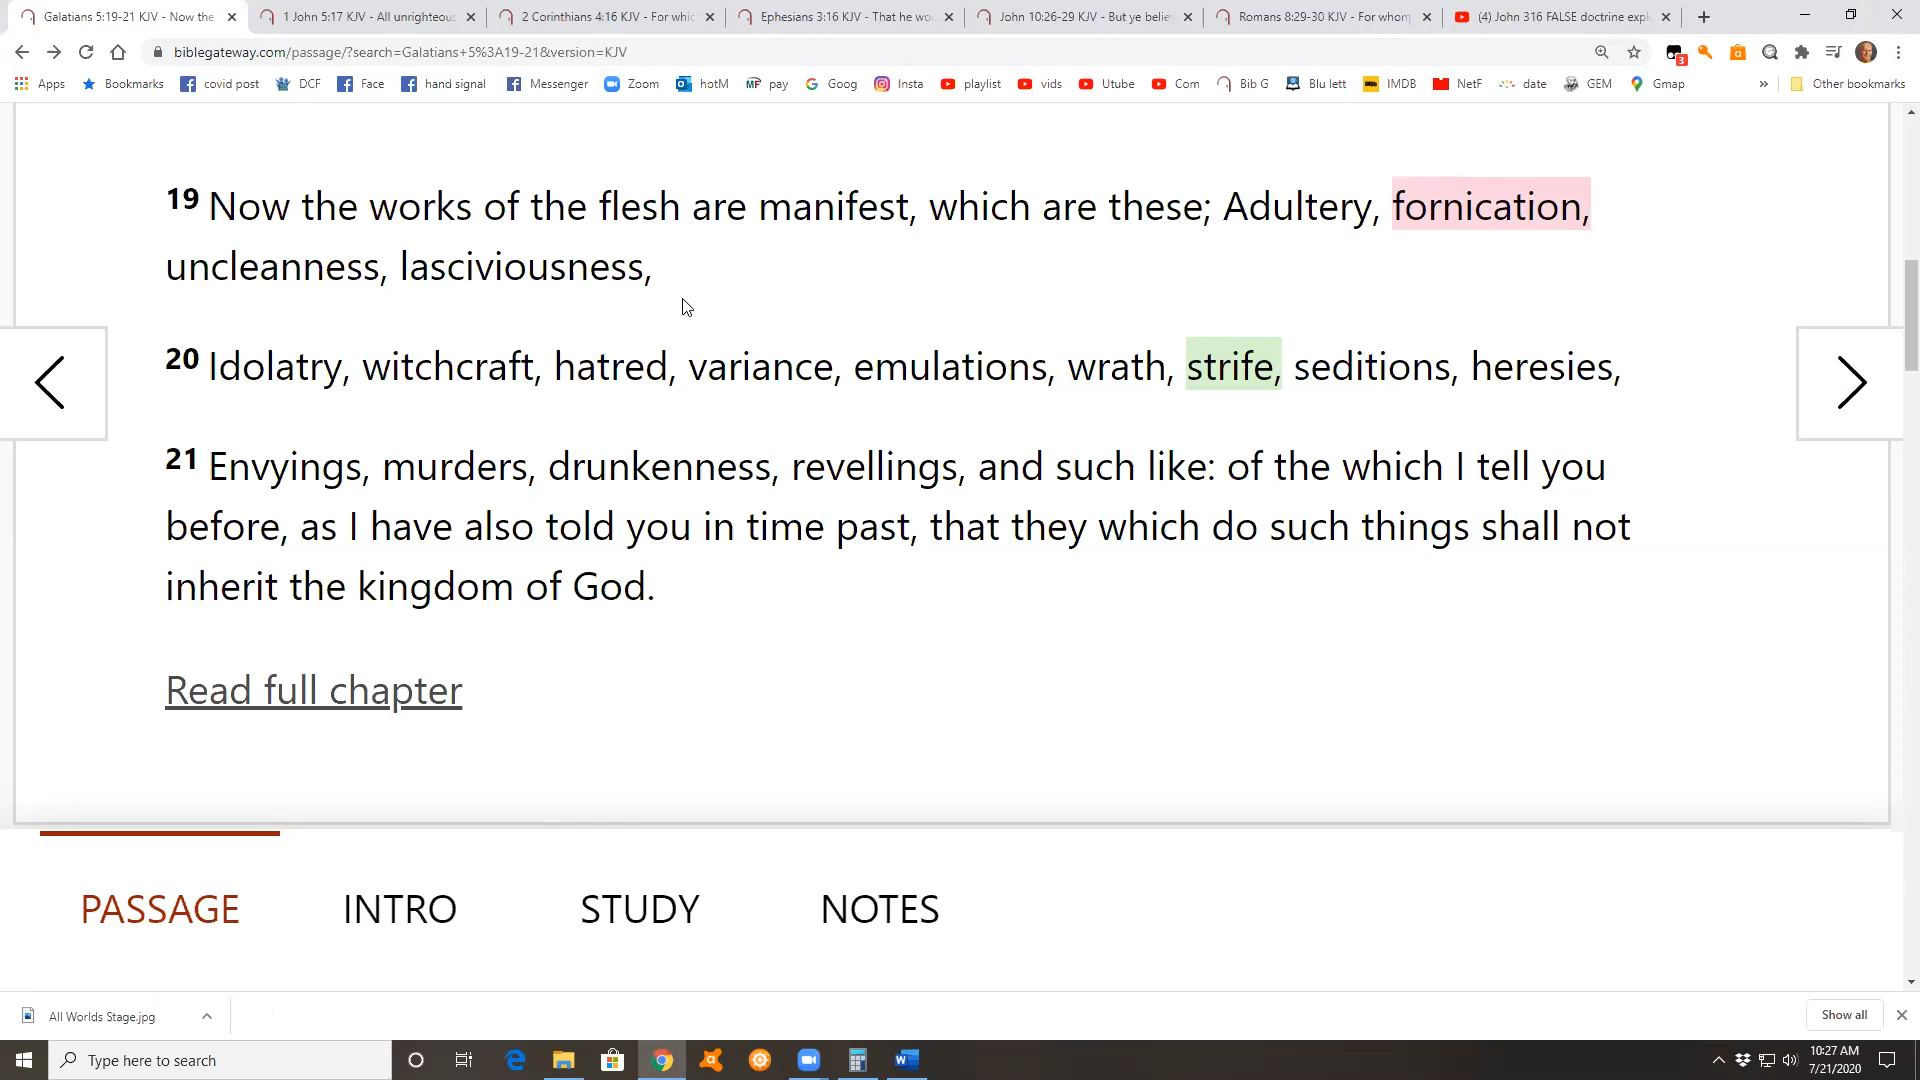 Galatians 5:19-21 KJV - Now the
1 John 5:17 KJV - All unrighteous
2 Corinthians 4:16 KJV - For whic
Ephesians 3:16 KJV - That he wo
John 10:26-29 KJV - But ye belie
Romans 8:29-30 KJV - For whom
(4) John 316 FALSE doctrine expl
biblegateway.com/passage/?search=Galatians+5%3A19-21&version=KJV
3
Apps
Bookmarks
covid post
DCF
Face
hand signal
Messenger
Zoom
hotM
pay
Goog
Insta
playlist
vids
Utube
Com
Bib G
Blu lett
IMDB
NetF
date
GEM
Gmap
»
Other bookmarks
19 Now the works of the flesh are manifest, which are these; Adultery, fornication,
uncleanness, lasciviousness,
20 Idolatry, witchcraft, hatred, variance, emulations, wrath, strife, seditions, heresies,
21 Envyings, murders, drunkenness, revellings, and such like: of the which I tell you
before, as I have also told you in time past, that they which do such things shall not
inherit the kingdom of God.
Read full chapter
PASSAGE
INTRO
STUDY
NOTES
All Worlds Stage.jpg
Show all
Type here to search
10:27 AM
7/21/2020